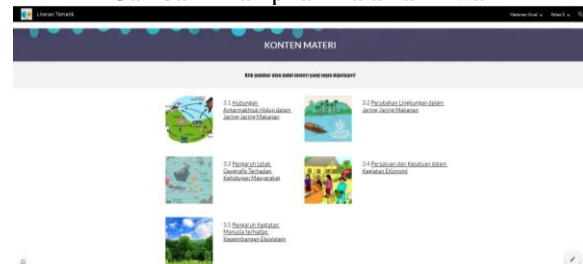 Literasi Tematik
Halaman Awal
Kelas 5
KONTEN MATERI
Klik gambar atau judul materi yang ingin dipelajari!
3.1 Hubungan
Antarmakhluk Hidup dalam
Jaring-Jaring Makanan
3.2 Perubahan Lingkungan dalam
Jaring-Jaring Makanan
3.3 Pengaruh Letak
Geografis Terhadap
Kehidupan Masyarakat
3.4 Persatuan dan Kesatuan dalam
Kegiatan Ekonomi
3.5 Pengaruh Kegiatan
Manusia terhadap
Keseimbangan Ekosistem